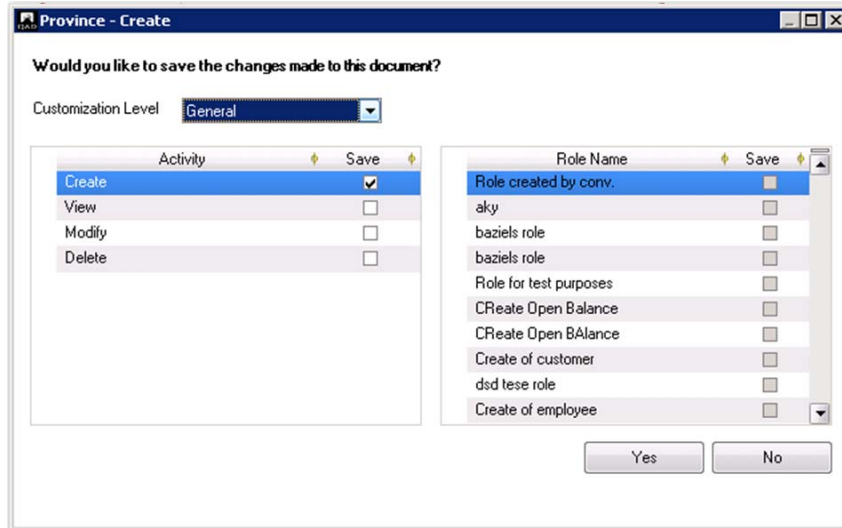 QAD Province - Create
Would you like to save the changes made to this document?
Customization Level General
Activity Save
Create
View
Modify
Delete
Role Name Save
Role created by conv.
aky
baziels role
baziels role
Role for test purposes
CReate Open Balance
CReate Open BAlance
Create of customer
dsd tese role
Create of employee
Yes No